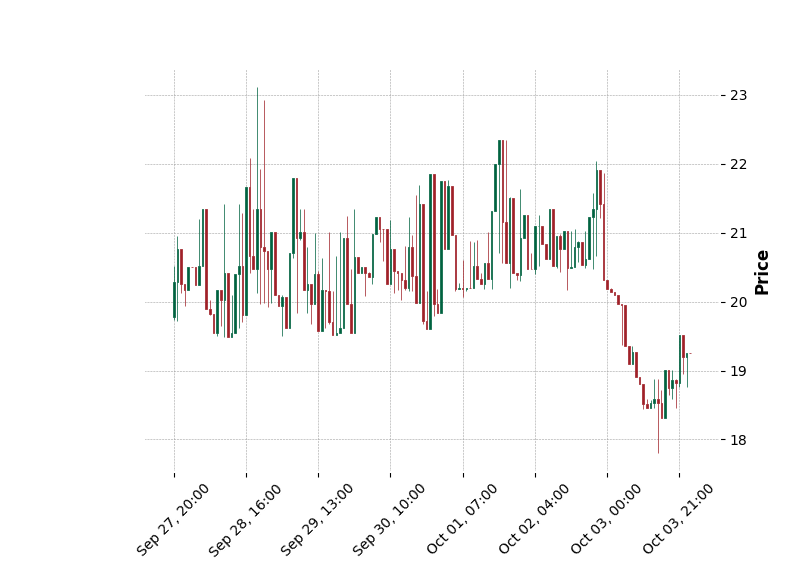 23
22
21
20
19
18
Price
Sep 27, 20:00
Sep 28, 16:00
Sep 29, 13:00
Sep 30, 10:00
Oct 01, 07:00
Oct 02, 04:00
Oct 03, 00:00
Oct 03, 21:00